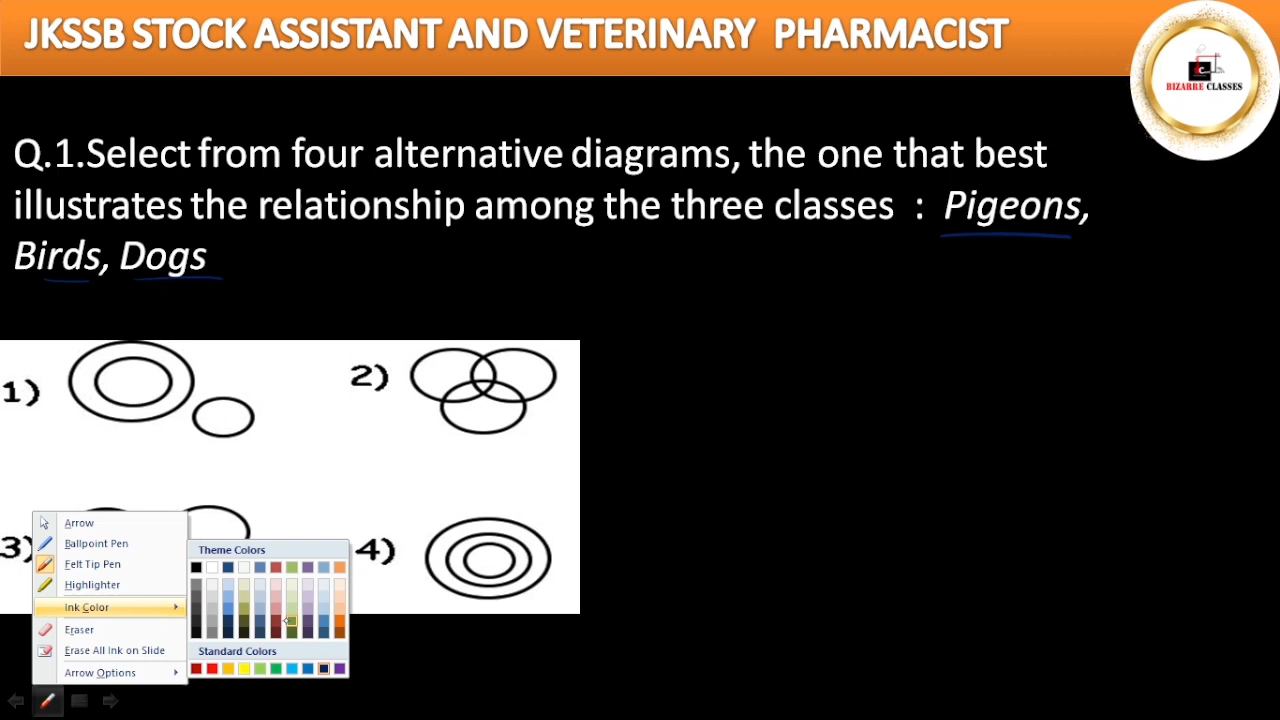 JKSSB STOCK ASSISTANT AND VETERINARY PHARMACIST
C
BIZARRE CLASSES
Q.1.Select from four alternative diagrams, the one that best
illustrates the relationship among the three classes : Pigeons,
Birds, Dogs
1)
2)
3)
4)
Arrow
Ballpoint Pen
Felt Tip Pen
Highlighter
Ink Color
Eraser
Erase All Ink on Slide
Arrow Options
Theme Colors
Standard Colors